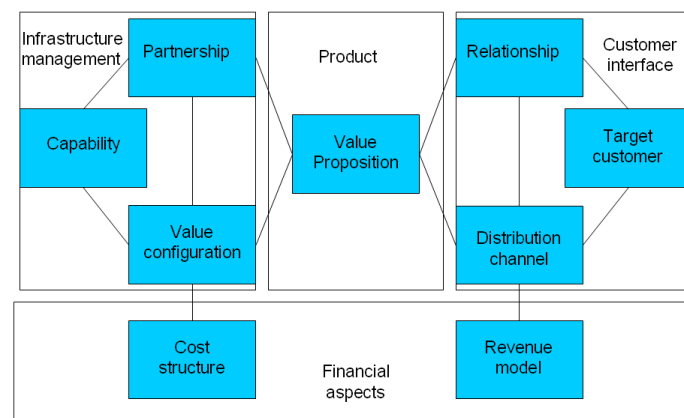 Infrastructure
management
Partnership
Product
Relationship
Customer
interface
Capability
Value
Proposition
Target
customer
Value
configuration
Distribution
channel
Cost
structure
Financial
aspects
Revenue
model